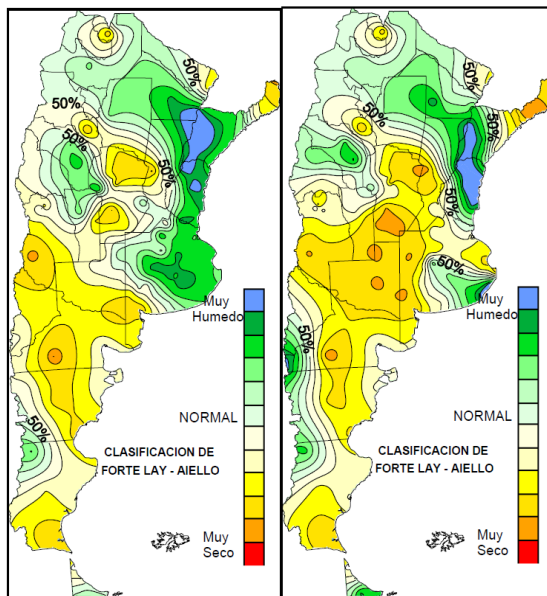 50%
50%
50%
50%
50%
Muy
Humedo
NORMAL
CLASIFICACION DE
FORTE LAY - AIELLO
Muy
Seco
50%
50%
50%
50%
50%
50%
Muy
Humedo
NORMAL
CLASIFICACION DE
FORTE LAY - AIELLO
Muy
Seco